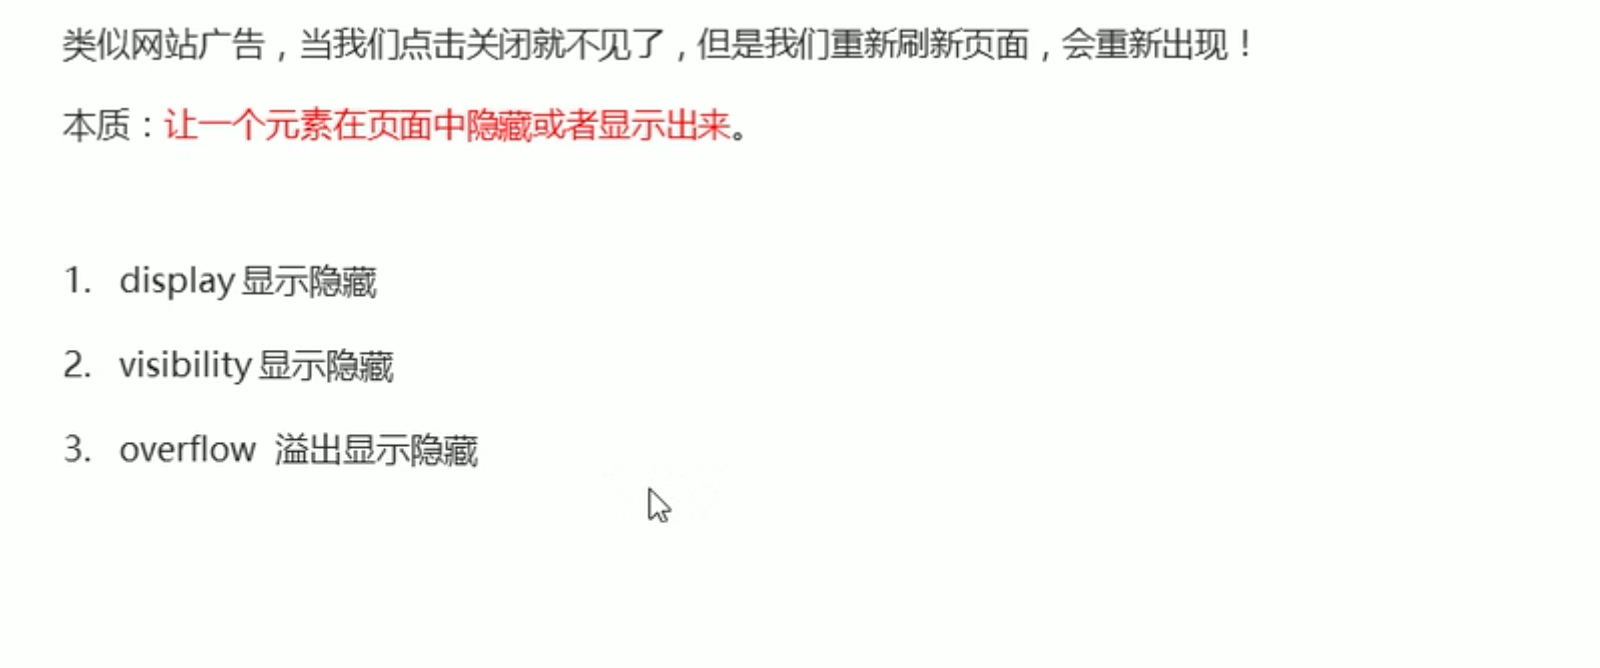 类似网站广告，当我们点击关闭就不见了，但是我们重新刷新页面，会重新出现！
本质：让一个元素在页面中隐藏或者显示出来。
1. display 显示隐藏
2. visibility 显示隐藏
3. overflow 溢出显示隐藏